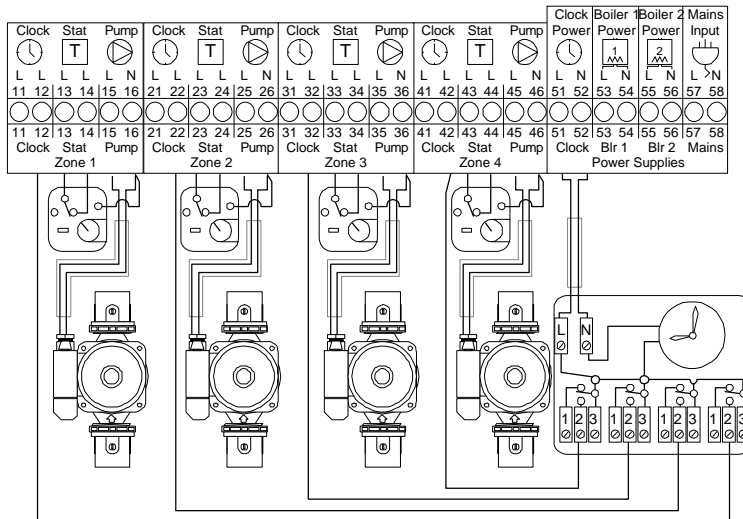 Clock Stat Pump Clock Stat Pump Clock Stat Pump Clock Stat Pump Clock Boiler 1 Boiler 2 Mains
Power Power Power Input
T T T T 1 2
L L L L L N L L L L L N L L L L L N L L L L L N L N L N L N L N
11 12 13 14 15 16 21 22 23 24 25 26 31 32 33 34 35 36 41 42 43 44 45 46 51 52 53 54 55 56 57 58
11 12 13 14 15 16 21 22 23 24 25 26 31 32 33 34 35 36 41 42 43 44 45 46 51 52 53 54 55 56 57 58
Clock Stat Pump Clock Stat Pump Clock Stat Pump Clock Stat Pump Clock Blr 1 Blr 2 Mains
Zone 1 Zone 2 Zone 3 Zone 4 Power Supplies
L N
1 2 3 1 2 3 1 2 3 1 2 3